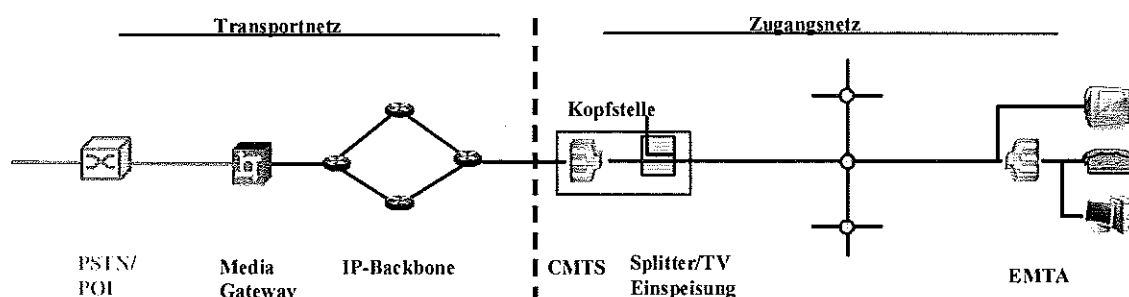 Transportnetz
Zugangsnetz
Kopfstelle
PSTN/
POI
Media
Gateway
IP-Backbone
CMTS
Splitter/TV
Einspeisung
EMTA